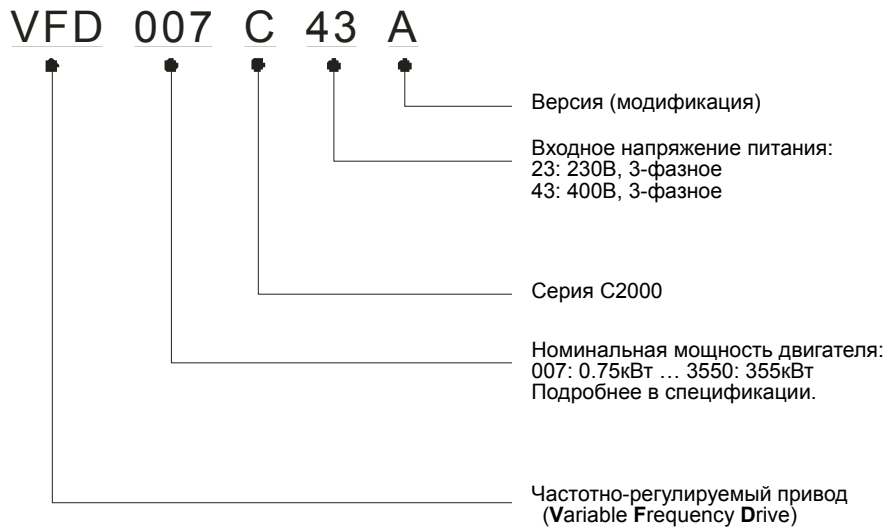 VFD 007 C 43 A
Версия (модификация)
Входное напряжение питания:
23: 230В, 3-фазное
43: 400В, 3-фазное
Серия C2000
Номинальная мощность двигателя:
007: 0.75кВт … 3550: 355кВт
Подробнее в спецификации.
Частотно-регулируемый привод
(Variable Frequency Drive)